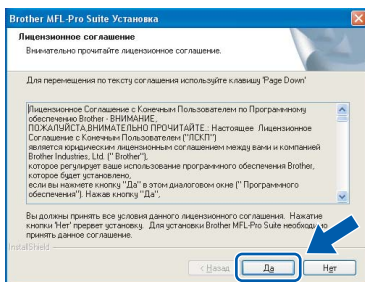 Brother MFL-Pro Suite Установка
Лицензионное соглашение
Внимательно прочитайте лицензионное соглашение.
Для перемещения по тексту соглашения используйте клавишу 'Page Down'
Лицензионное Соглашение с Конечным Пользователем по Программному
обеспечению Brother - ВНИМАНИЕ,
ПОЖАЛУЙСТА,ВНИМАТЕЛЬНО ПРОЧИТАЙТЕ.: Настоящее Лицензионное
Соглашение с Конечным Пользователем ("ЛСКП")
является юридическим лицензионным соглашением между вами и компанией
Brother Industries, Ltd. (" Brother"),
которое регулирует ваше использование программного обеспечения Brother,
которое будет установлено,
если вы нажмете кнопку "Да" в этом диалоговом окне (" Программного
обеспечения"). Нажав кнопку "Да",
Вы должны принять все условия данного лицензионного соглашения. Нажатие
кнопки 'Нет' прервет установку. Для установки Brother MFL-Pro Suite необходимо
принять данное соглашение.
InstallShield
< Назад
Да
Нет